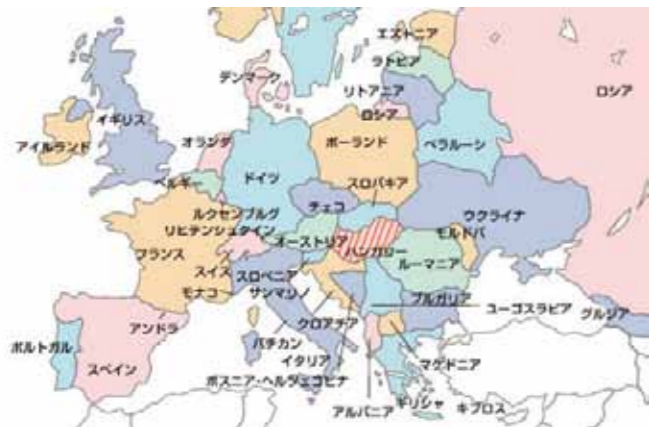 エストニア
ラトビア
デンマーク
リトアニア
ロシア
ロシア
イギリス
アイルランド
オランダ
ポーランド
ベラルーシ
ドイツ
ベルギー
スロバキア
チェコ
ルクセンブルグ
ウクライナ
リヒテンシュタイン
オーストリア
モルドバ
フランス
ハンガリー
ルーマニア
スイス
スロベニア
モナコ
サンマリノ
ブルガリア
ユーゴスラビア
グルジア
アンドラ
クロアチア
ポルトガル
バチカン
スペイン
イタリア
マケドニア
ボスニア・ヘルツェゴビナ
アルバニア
ギリシャ
キプロス